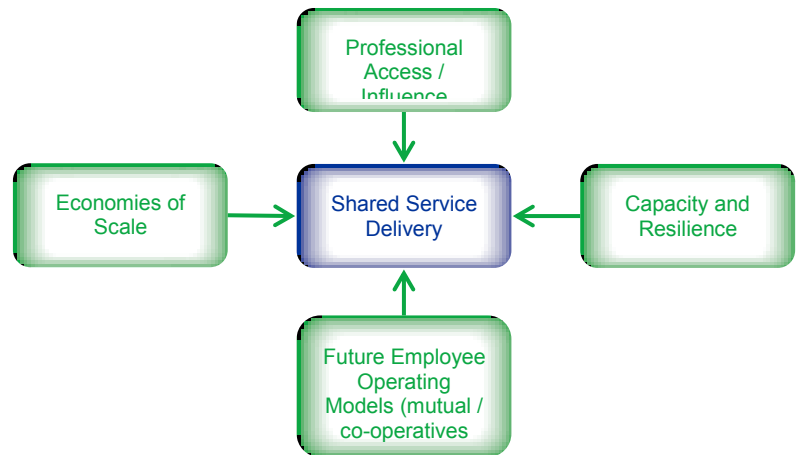 Professional
Access /
Influence
Economies of
Scale
Shared Service
Delivery
Capacity and
Resilience
Future Employee
Operating
Models (mutual /
co-operatives